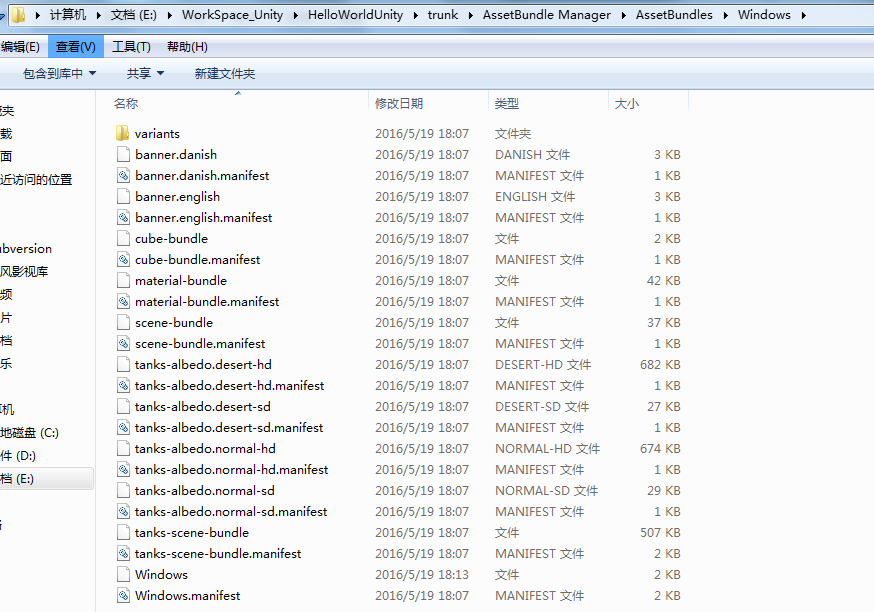 计算机 ▸ 文档 (E:) ▸ WorkSpace_Unity ▸ HelloWorldUnity ▸ trunk ▸ AssetBundle Manager ▸ AssetBundles ▸ Windows ▸
编辑(E) 查看(V) 工具(T) 帮助(H)
包含到库中 共享 新建文件夹
名称 修改日期 类型 大小
variants 2016/5/19 18:07 文件夹
banner.danish 2016/5/19 18:07 DANISH 文件 3 KB
banner.danish.manifest 2016/5/19 18:07 MANIFEST 文件 1 KB
banner.english 2016/5/19 18:07 ENGLISH 文件 3 KB
banner.english.manifest 2016/5/19 18:07 MANIFEST 文件 1 KB
cube-bundle 2016/5/19 18:07 文件 2 KB
cube-bundle.manifest 2016/5/19 18:07 MANIFEST 文件 1 KB
material-bundle 2016/5/19 18:07 文件 42 KB
material-bundle.manifest 2016/5/19 18:07 MANIFEST 文件 1 KB
scene-bundle 2016/5/19 18:07 文件 37 KB
scene-bundle.manifest 2016/5/19 18:07 MANIFEST 文件 1 KB
tanks-albedo.desert-hd 2016/5/19 18:07 DESERT-HD 文件 682 KB
tanks-albedo.desert-hd.manifest 2016/5/19 18:07 MANIFEST 文件 1 KB
tanks-albedo.desert-sd 2016/5/19 18:07 DESERT-SD 文件 27 KB
tanks-albedo.desert-sd.manifest 2016/5/19 18:07 MANIFEST 文件 1 KB
tanks-albedo.normal-hd 2016/5/19 18:07 NORMAL-HD 文件 674 KB
tanks-albedo.normal-hd.manifest 2016/5/19 18:07 MANIFEST 文件 1 KB
tanks-albedo.normal-sd 2016/5/19 18:07 NORMAL-SD 文件 29 KB
tanks-albedo.normal-sd.manifest 2016/5/19 18:07 MANIFEST 文件 1 KB
tanks-scene-bundle 2016/5/19 18:07 文件 507 KB
tanks-scene-bundle.manifest 2016/5/19 18:07 MANIFEST 文件 2 KB
Windows 2016/5/19 18:13 文件 2 KB
Windows.manifest 2016/5/19 18:07 MANIFEST 文件 2 KB
夹
载
面
近访问的位置
bversion
风影视库
频
片
档
乐
机
地磁盘 (C:)
件 (D:)
档 (E:)